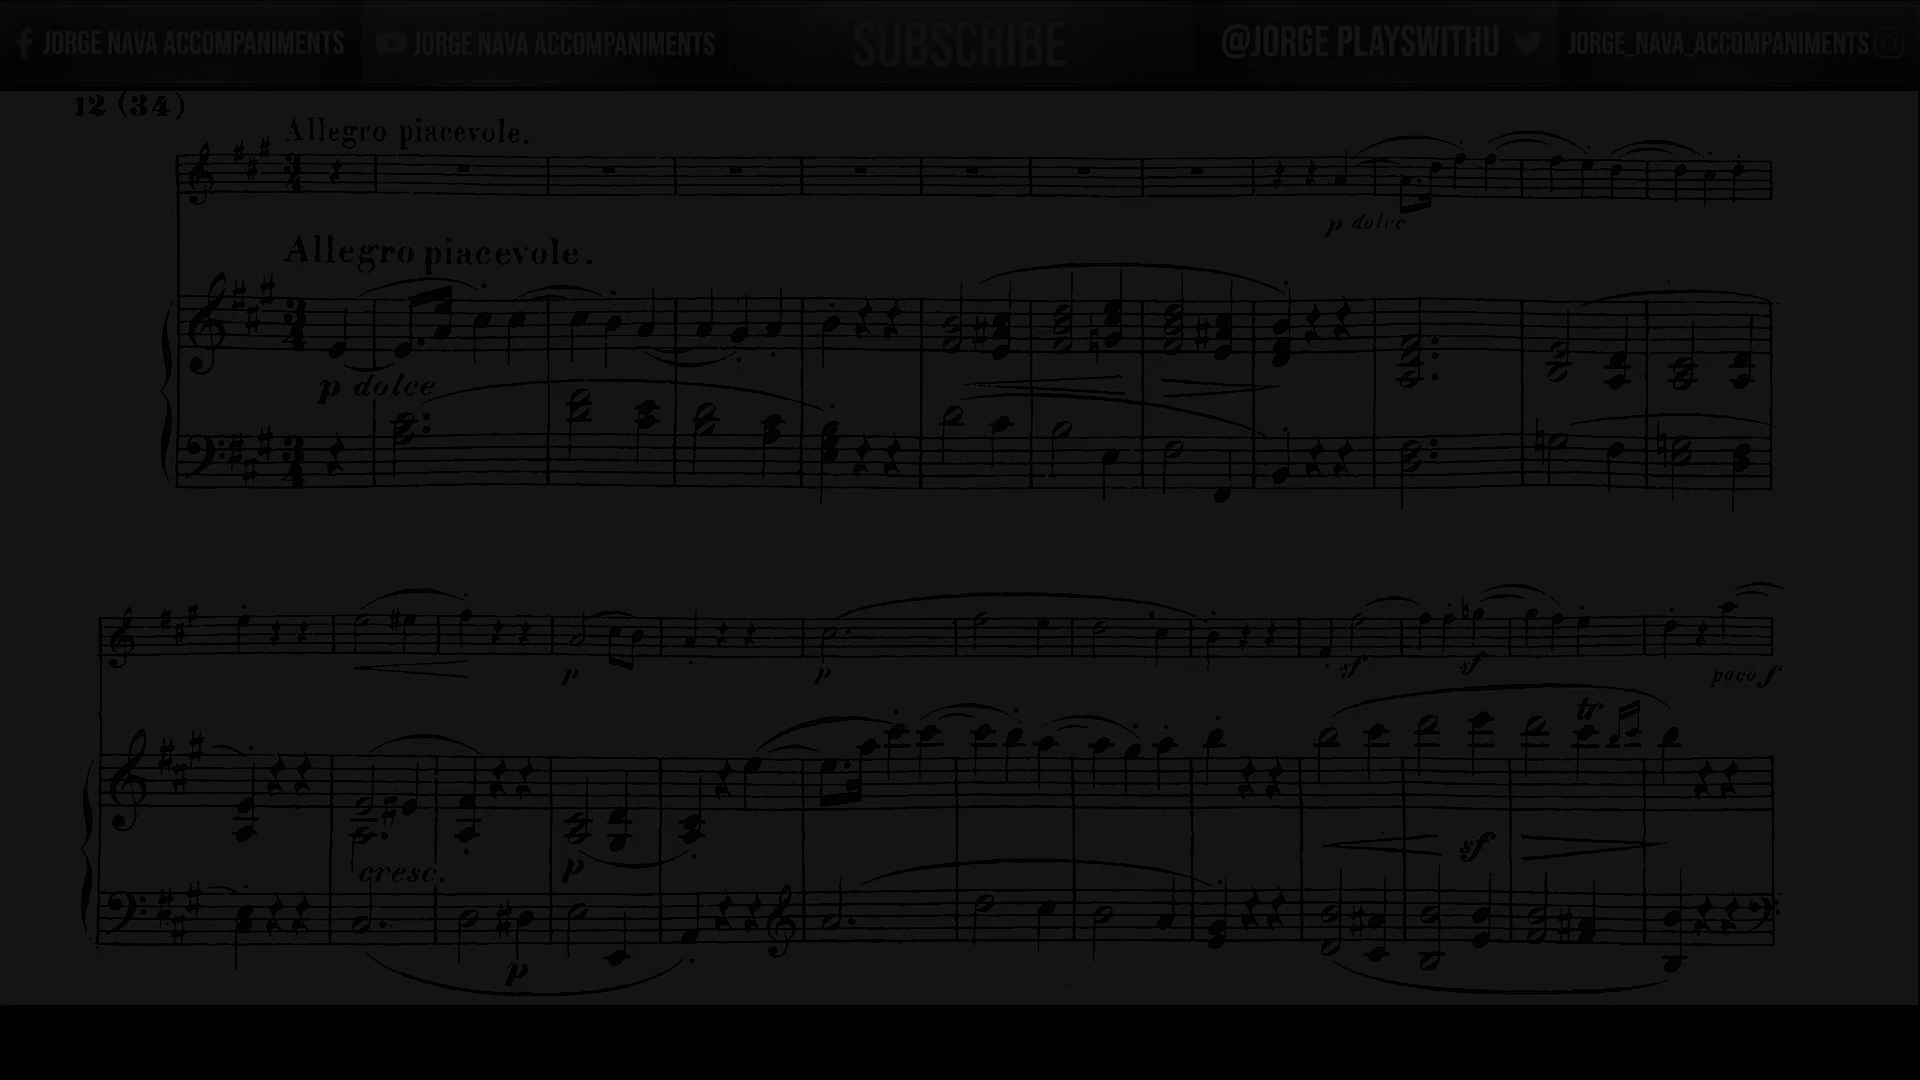 JORGE NAVA ACCOMPANIMENTS JORGE NAVA ACCOMPANIMENTS SUBSCRIBE @JORGE PLAYSWITHU JORGE_NAVA_ACCOMPANIMENTS
12 (34)
Allegro piacevole.
p dolce
Allegro piacevole.
p dolce
p p sf sf poco f
tr
cresc. p sf
p